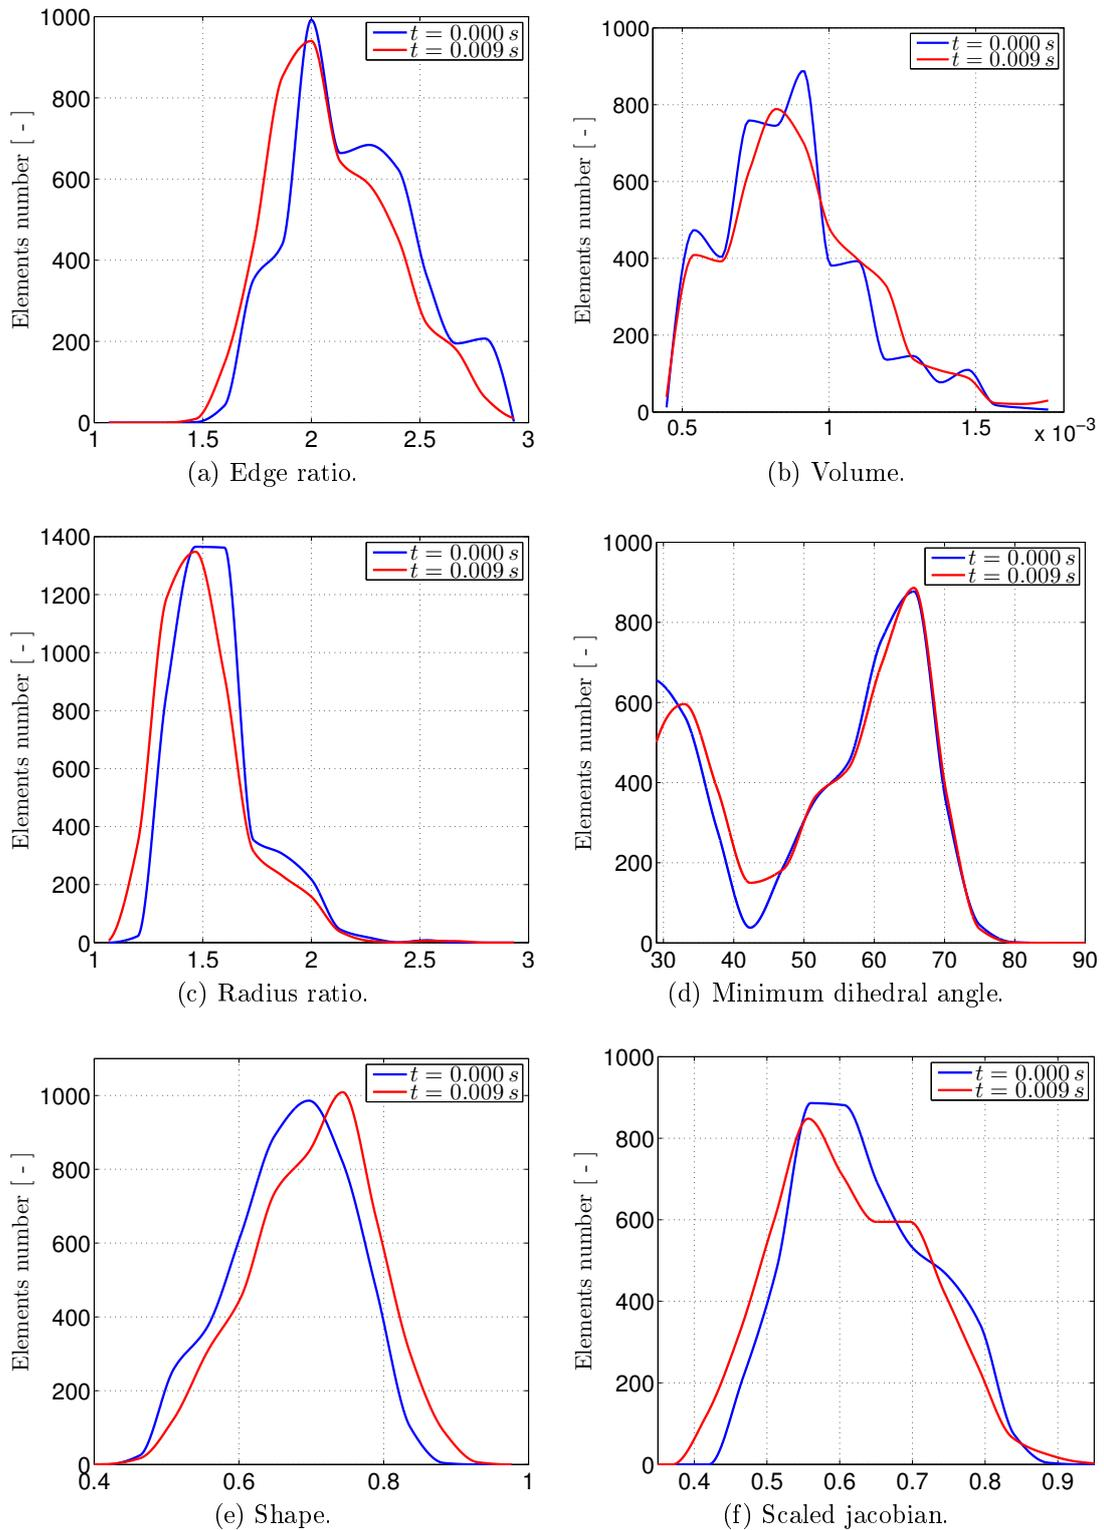 Elements number [ - ]
1000
800
600
400
200
0
1
1.5
2
2.5
3
t = 0.000 s
t = 0.009 s
(a) Edge ratio.
Elements number [ - ]
1000
800
600
400
200
0
0.5
1
1.5
x 10−3
t = 0.000 s
t = 0.009 s
(b) Volume.
Elements number [ - ]
1400
1200
1000
800
600
400
200
0
1
1.5
2
2.5
3
t = 0.000 s
t = 0.009 s
(c) Radius ratio.
Elements number [ - ]
1000
800
600
400
200
0
30
40
50
60
70
80
90
t = 0.000 s
t = 0.009 s
(d) Minimum dihedral angle.
Elements number [ - ]
1000
800
600
400
200
0
0.4
0.6
0.8
1
t = 0.000 s
t = 0.009 s
(e) Shape.
Elements number [ - ]
1000
800
600
400
200
0
0.4
0.5
0.6
0.7
0.8
0.9
t = 0.000 s
t = 0.009 s
(f) Scaled jacobian.